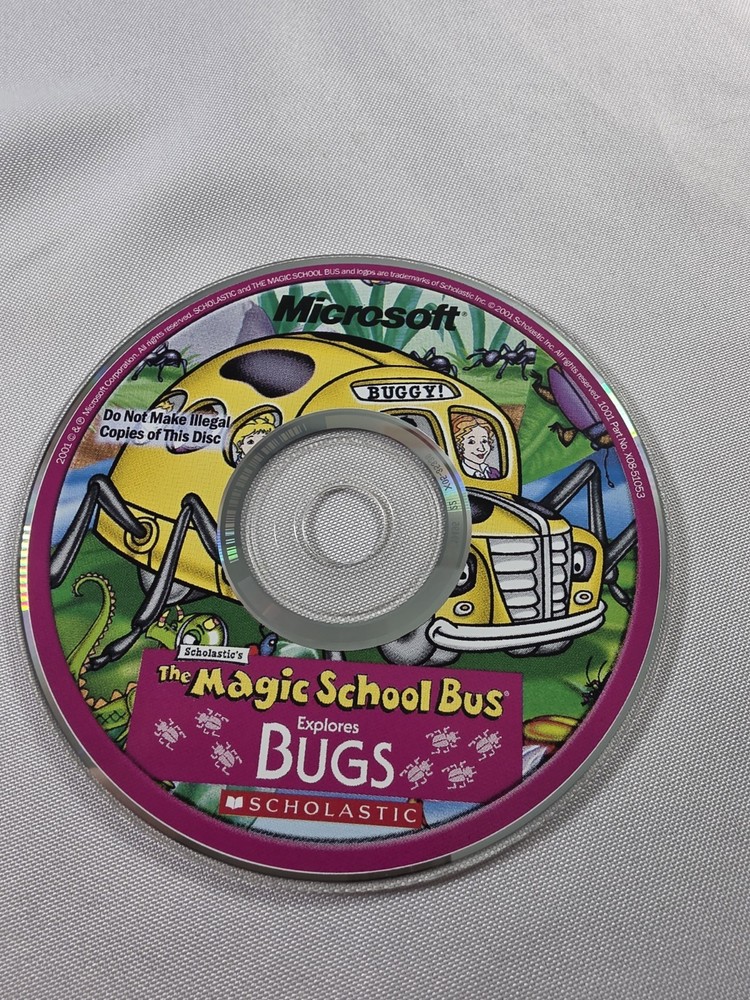 2001 © & ℗ Microsoft Corporation. All rights reserved. SCHOLASTIC and THE MAGIC SCHOOL BUS and logos are trademarks of Scholastic Inc. © 2001 Scholastic Inc. All rights reserved. 1001 Part No. X08-51053
Microsoft®
BUGGY!
Do Not Make Illegal
Copies of This Disc
Scholastic's
The Magic School Bus®
Explores
BUGS
SCHOLASTIC